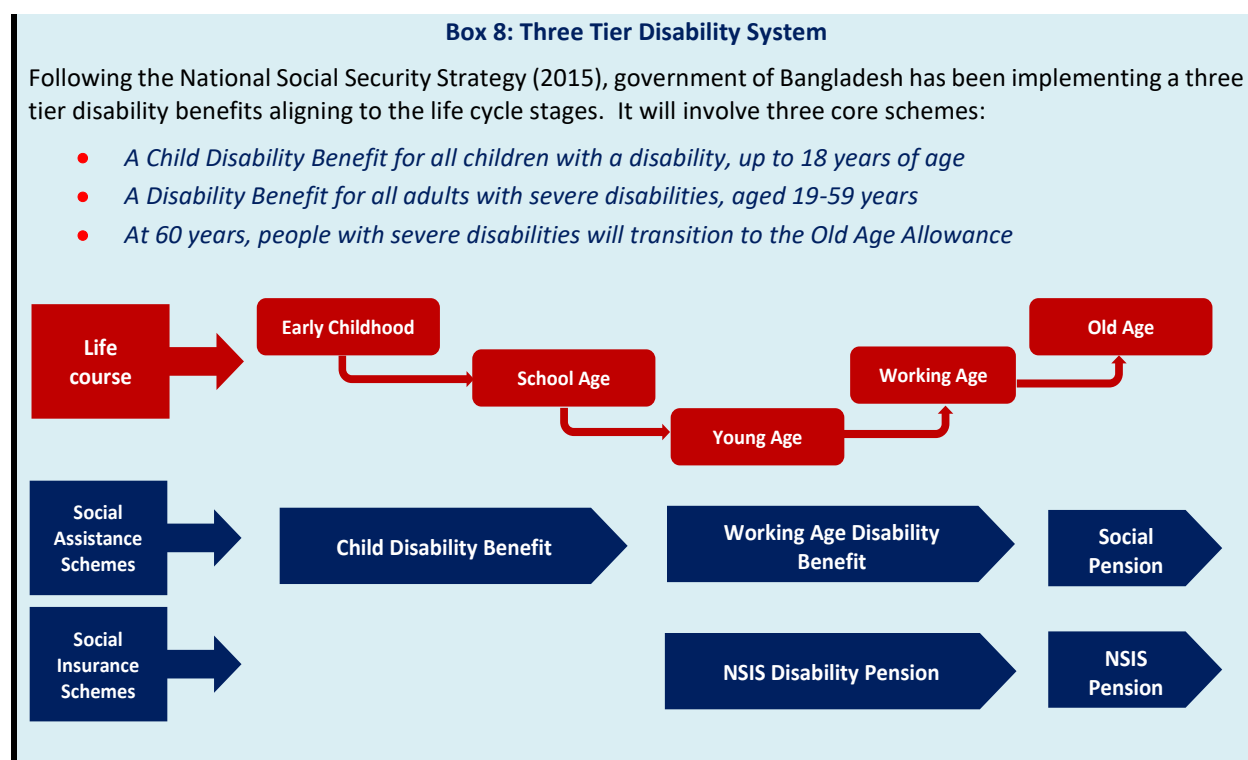 Box 8: Three Tier Disability System
Following the National Social Security Strategy (2015), government of Bangladesh has been implementing a three
tier disability benefits aligning to the life cycle stages.  It will involve three core schemes:
• A Child Disability Benefit for all children with a disability, up to 18 years of age
• A Disability Benefit for all adults with severe disabilities, aged 19-59 years
• At 60 years, people with severe disabilities will transition to the Old Age Allowance
Life
course
Early Childhood
School Age
Young Age
Working Age
Old Age
Social
Assistance
Schemes
Child Disability Benefit
Working Age Disability
Benefit
Social
Pension
Social
Insurance
Schemes
NSIS Disability Pension
NSIS
Pension